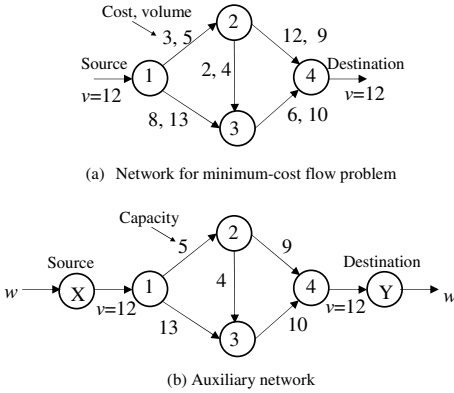 Cost, volume
3, 5
2
12, 9
Source
1
2, 4
4
Destination
v=12
v=12
8, 13
3
6, 10
(a) Network for minimum-cost flow problem
Capacity
5
2
9
Source
Destination
w
X
1
4
4
Y
w
v=12
v=12
13
3
10
(b) Auxiliary network